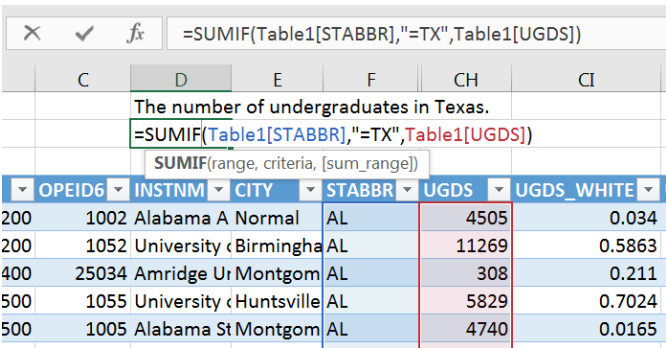 fx =SUMIF(Table1[STABBR],"=TX",Table1[UGDS])
C D E F CH CI
The number of undergraduates in Texas.
=SUMIF(Table1[STABBR],"=TX",Table1[UGDS])
SUMIF(range, criteria, [sum_range])
OPEID6 INSTNM CITY STABBR UGDS UGDS_WHITE
200 1002 Alabama A Normal AL 4505 0.034
200 1052 University Birmingha AL 11269 0.5863
400 25034 Amridge Montgom AL 308 0.211
500 1055 University Huntsville AL 5829 0.7024
500 1005 Alabama St Montgom AL 4740 0.0165